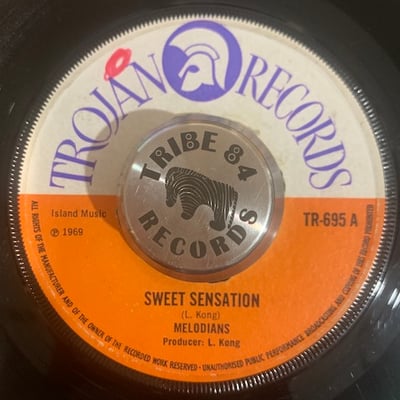 TROJAN RECORDS
TRIBE 84
RECORDS
Island Music
℗ 1969
TR-695 A
SWEET SENSATION
(L. Kong)
MELODIANS
Producer: L. Kong
ALL RIGHTS OF THE MANUFACTURER AND OF THE OWNER OF THE RECORDED WORK RESERVED · UNAUTHORISED PUBLIC PERFORMANCE BROADCASTING AND COPYING OF THIS RECORD PROHIBITED